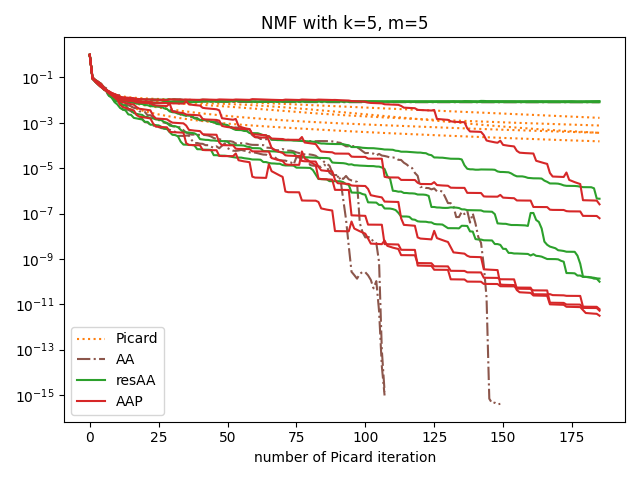 NMF with k=5, m=5
10⁻¹
10⁻³
10⁻⁵
10⁻⁷
10⁻⁹
10⁻¹¹
10⁻¹³
10⁻¹⁵
Picard
AA
resAA
AAP
0 25 50 75 100 125 150 175
number of Picard iteration